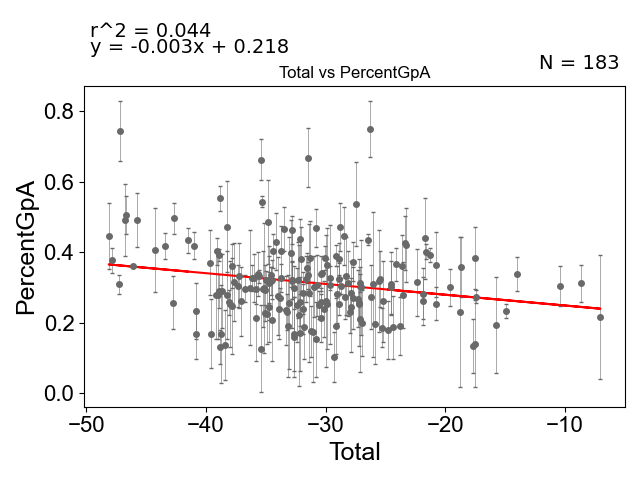 r^2 = 0.044
y = -0.003x + 0.218
N = 183
Total vs PercentGpA
PercentGpA
0.8
0.6
0.4
0.2
0.0
−50
−40
−30
−20
−10
Total